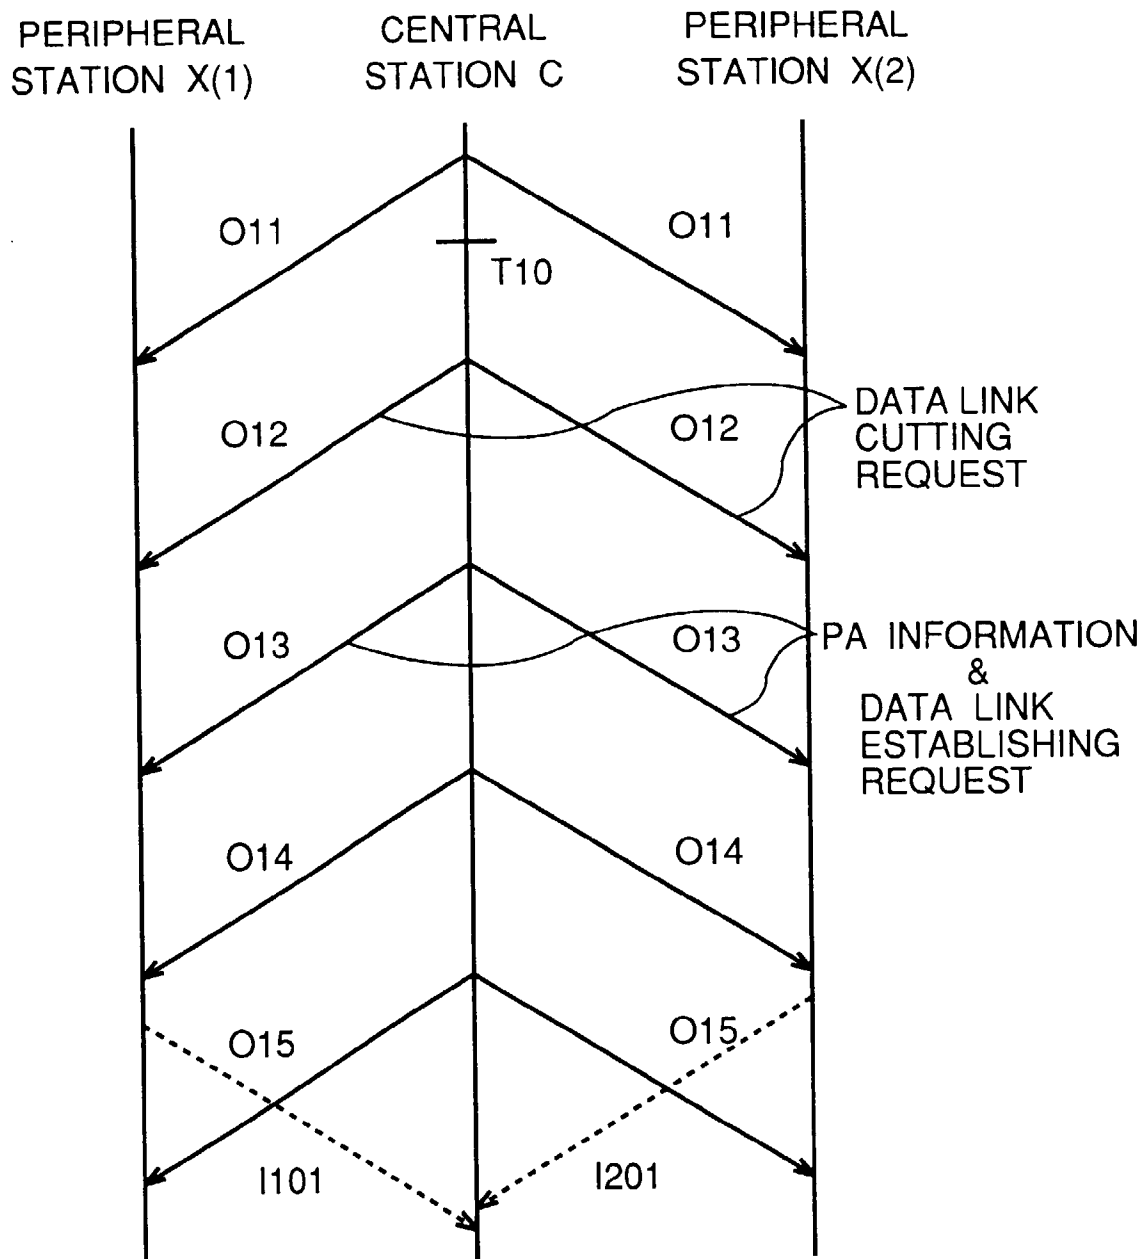 PERIPHERAL
STATION X(1)
CENTRAL
STATION C
PERIPHERAL
STATION X(2)
O11
O11
T10
O12
O12
DATA LINK
CUTTING
REQUEST
O13
O13
PA INFORMATION
&
DATA LINK
ESTABLISHING
REQUEST
O14
O14
O15
O15
I101
I201